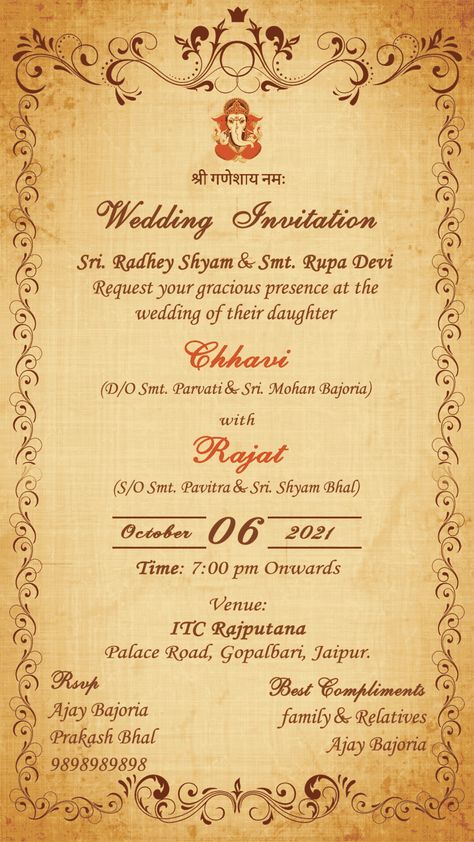 श्री गणेशाय नमः
Wedding Invitation
Sri. Radhey Shyam & Smt. Rupa Devi
Request your gracious presence at the
wedding of their daughter
Chhavi
(D/O Smt. Parvati & Sri. Mohan Bajoria)
with
Rajat
(S/O Smt. Pavitra & Sri. Shyam Bhal)
October 06 2021
Time: 7:00 pm Onwards
Venue:
ITC Rajputana
Palace Road, Gopalbari, Jaipur.
Rsvp
Ajay Bajoria
Prakash Bhal
9898989898
Best Compliments
family & Relatives
Ajay Bajoria